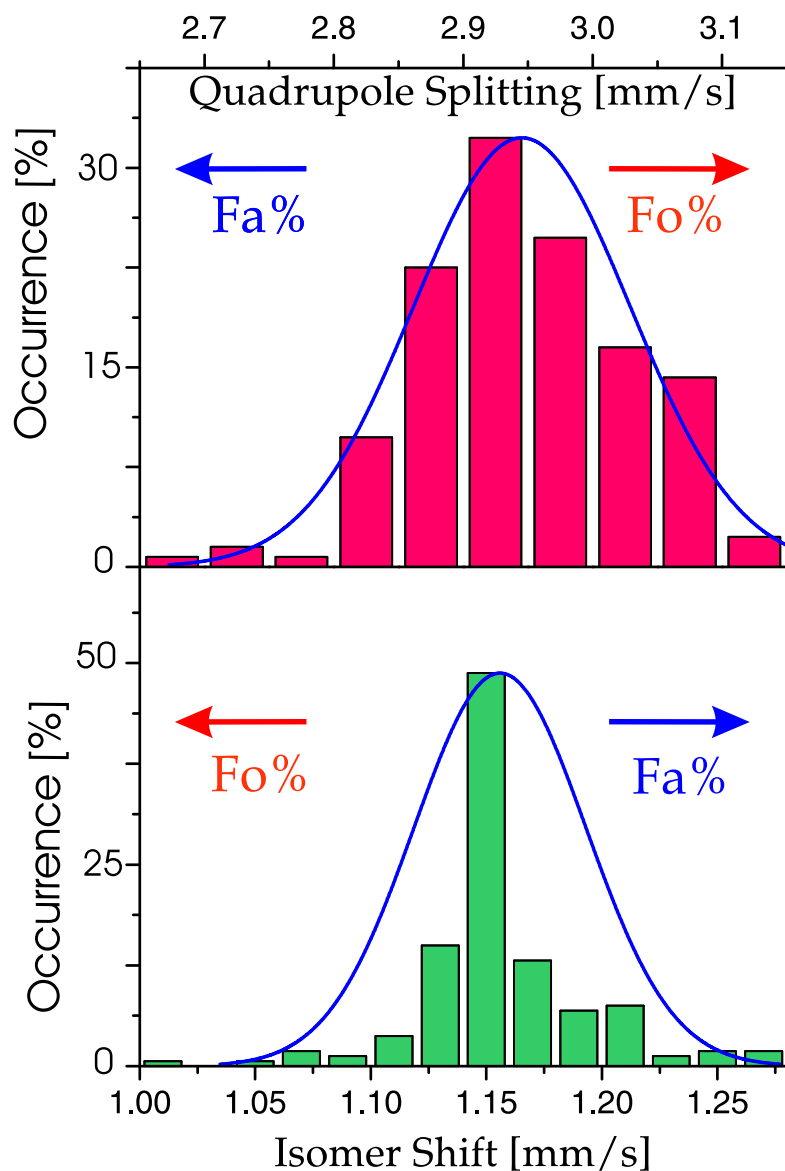 2.7 2.8 2.9 3.0 3.1
Quadrupole Splitting [mm/s]
Occurrence [%]
30
15
0
Fa%
Fo%
Occurrence [%]
50
25
0
Fo%
Fa%
1.00 1.05 1.10 1.15 1.20 1.25
Isomer Shift [mm/s]